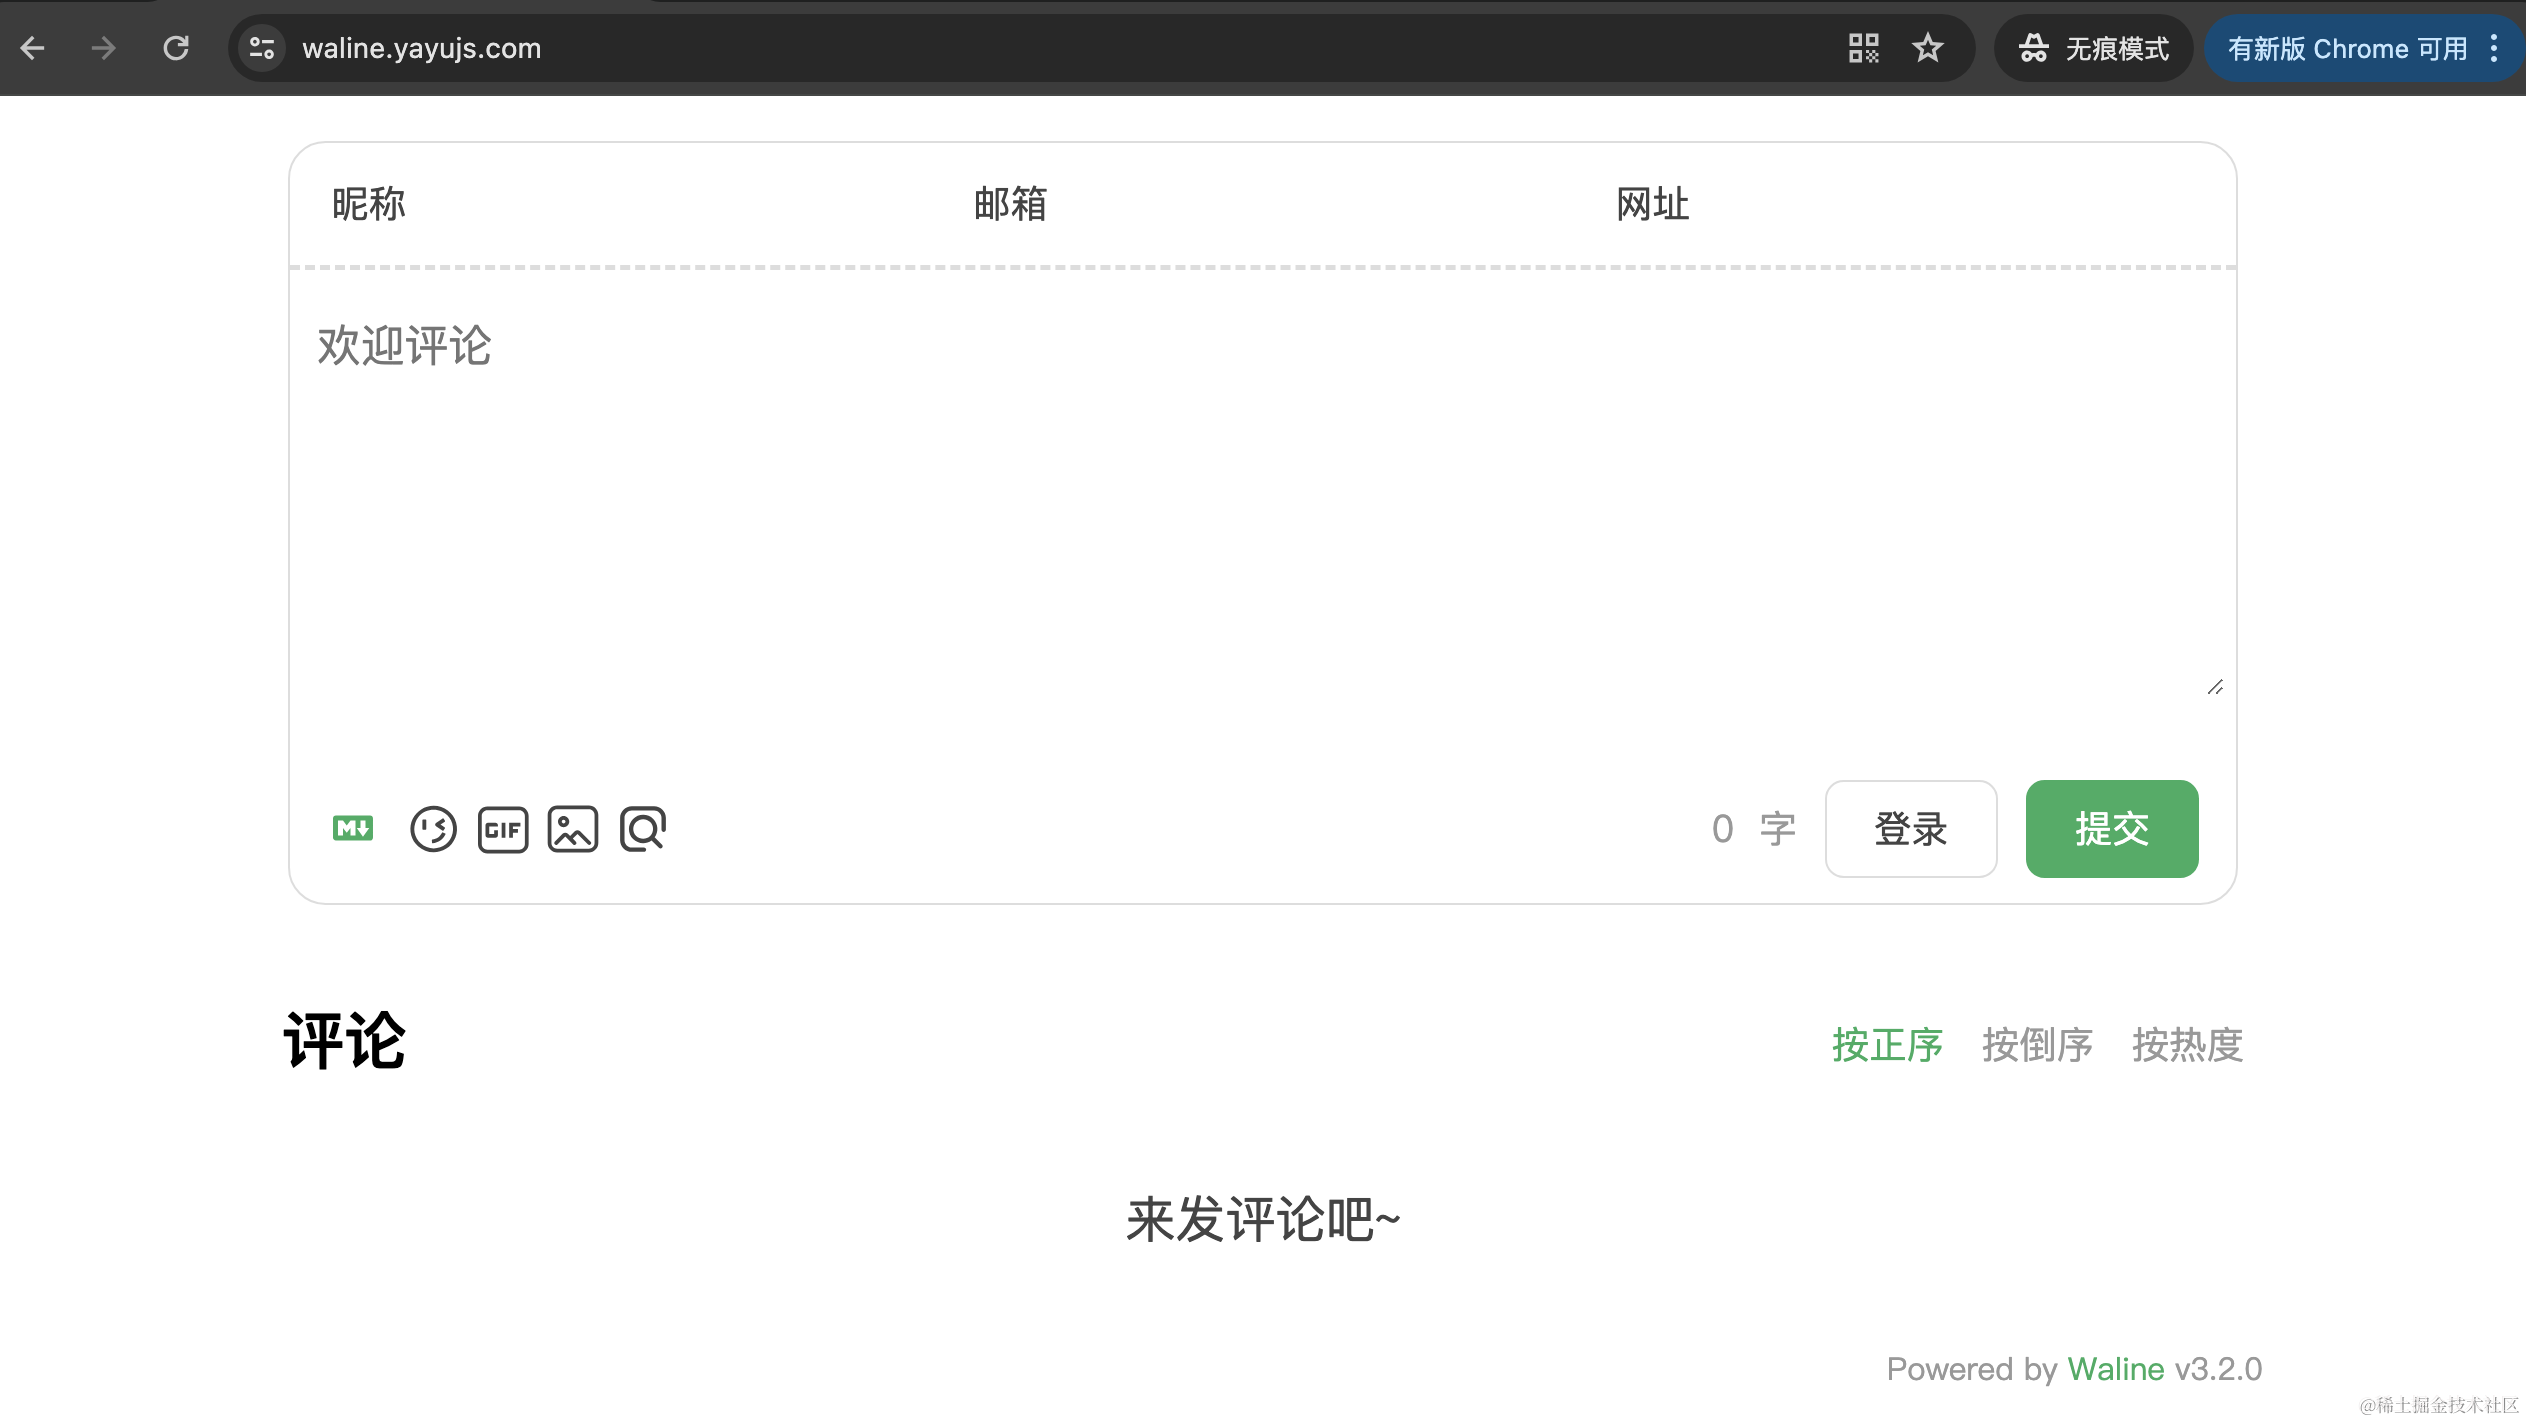 waline.yayujs.com 无痕模式 有新版 Chrome 可用
昵称 邮箱 网址
欢迎评论
M GIF 0 字 登录 提交
评论 按正序 按倒序 按热度
来发评论吧~
Powered by Waline v3.2.0
@稀土掘金技术社区